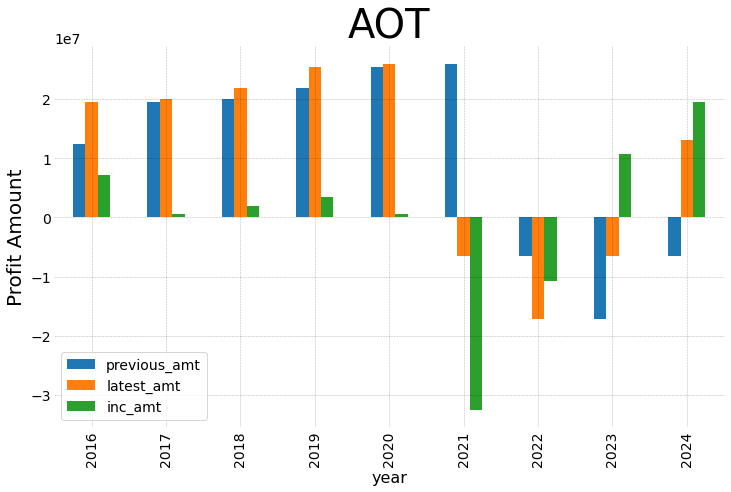 AOT
1e7
2
1
0
−1
−2
−3
Profit Amount
previous_amt
latest_amt
inc_amt
2016
2017
2018
2019
2020
2021
2022
2023
2024
year